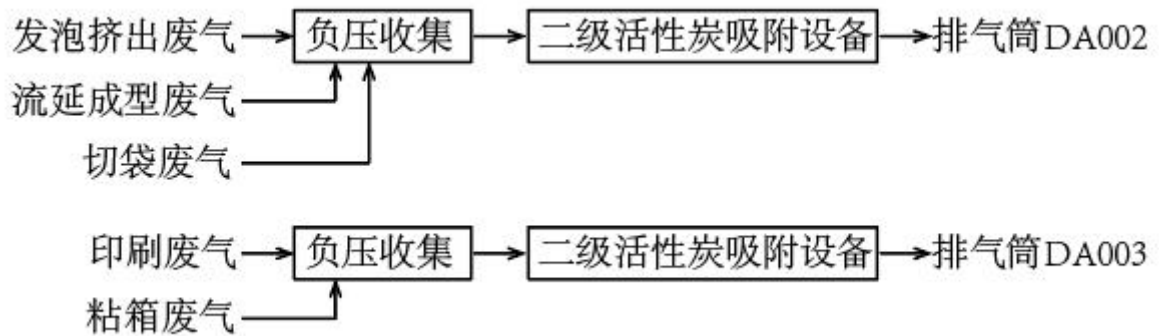 发泡挤出废气 负压收集 二级活性炭吸附设备 排气筒DA002
流延成型废气
切袋废气
印刷废气 负压收集 二级活性炭吸附设备 排气筒DA003
粘箱废气